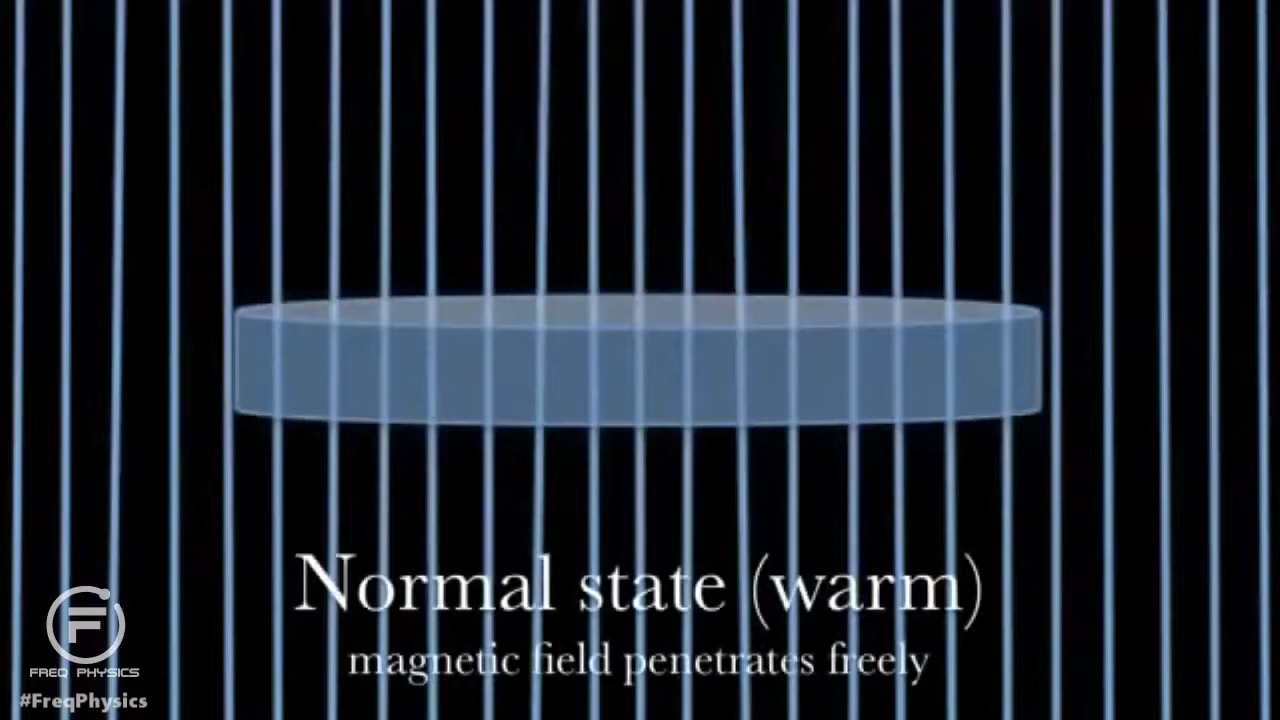 Normal state (warm)
magnetic field penetrates freely
F
FREQ PHYSICS
#FreqPhysics